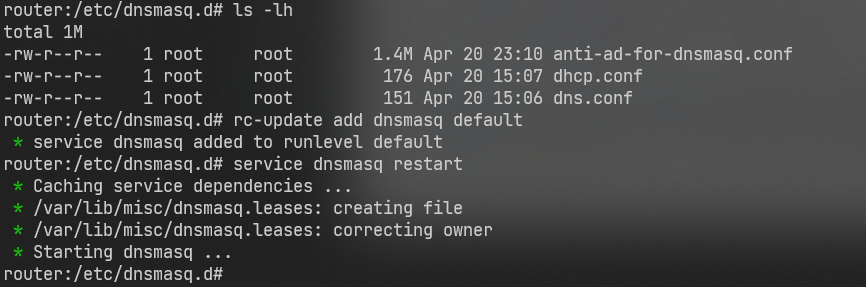 router:/etc/dnsmasq.d# ls -lh
total 1M
-rw-r--r--    1 root     root        1.4M Apr 20 23:10 anti-ad-for-dnsmasq.conf
-rw-r--r--    1 root     root         176 Apr 20 15:07 dhcp.conf
-rw-r--r--    1 root     root         151 Apr 20 15:06 dns.conf
router:/etc/dnsmasq.d# rc-update add dnsmasq default
 * service dnsmasq added to runlevel default
router:/etc/dnsmasq.d# service dnsmasq restart
 * Caching service dependencies ...
 * /var/lib/misc/dnsmasq.leases: creating file
 * /var/lib/misc/dnsmasq.leases: correcting owner
 * Starting dnsmasq ...
router:/etc/dnsmasq.d#